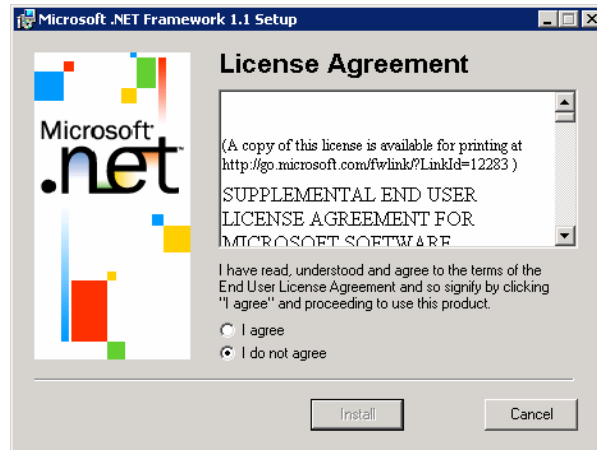 Microsoft .NET Framework 1.1 Setup
License Agreement
Microsoft
.net
(A copy of this license is available for printing at
http://go.microsoft.com/fwlink/?LinkId=12283 )
SUPPLEMENTAL END USER
LICENSE AGREEMENT FOR
MICROSOFT SOFTWARE
I have read, understood and agree to the terms of the
End User License Agreement and so signify by clicking
"I agree" and proceeding to use this product.
I agree
I do not agree
Install
Cancel